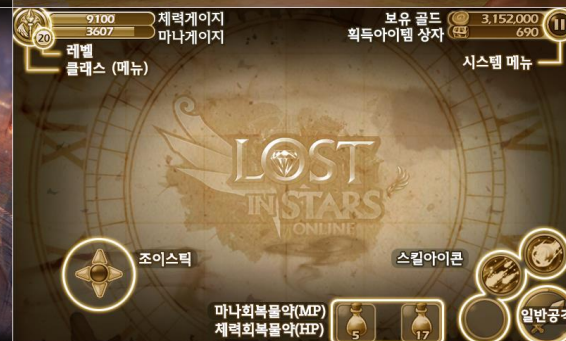 9100 체력게이지
3607 마나게이지
20
레벨
클래스 (메뉴)
보유 골드 3,152,000
획득아이템 상자 690
시스템 메뉴
LOST
IN STARS
ONLINE
조이스틱
스킬아이콘
마나회복물약(MP)
체력회복물약(HP)
5 17
일반공격